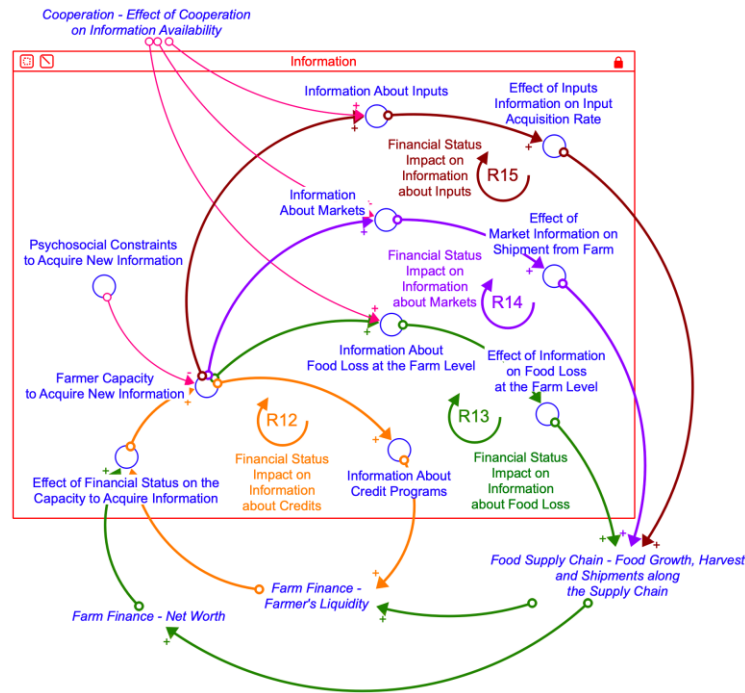 Cooperation - Effect of Cooperation
on Information Availability
Information
Information About Inputs
Effect of Inputs
Information on Input
Acquisition Rate
Financial Status
Impact on
Information
about Inputs
R15
Information
About Markets
Effect of
Market Information on
Shipment from Farm
Psychosocial Constraints
to Acquire New Information
Financial Status
Impact on
Information
about Markets
R14
Information About
Food Loss at the Farm Level
Effect of Information
on Food Loss
at the Farm Level
Farmer Capacity
to Acquire New Information
R12
R13
Financial Status
Impact on
Information
about Credits
Information About
Credit Programs
Financial Status
Impact on
Information
about Food Loss
Effect of Financial Status on the
Capacity to Acquire Information
Food Supply Chain - Food Growth, Harvest
and Shipments along
the Supply Chain
Farm Finance -
Farmer's Liquidity
Farm Finance - Net Worth